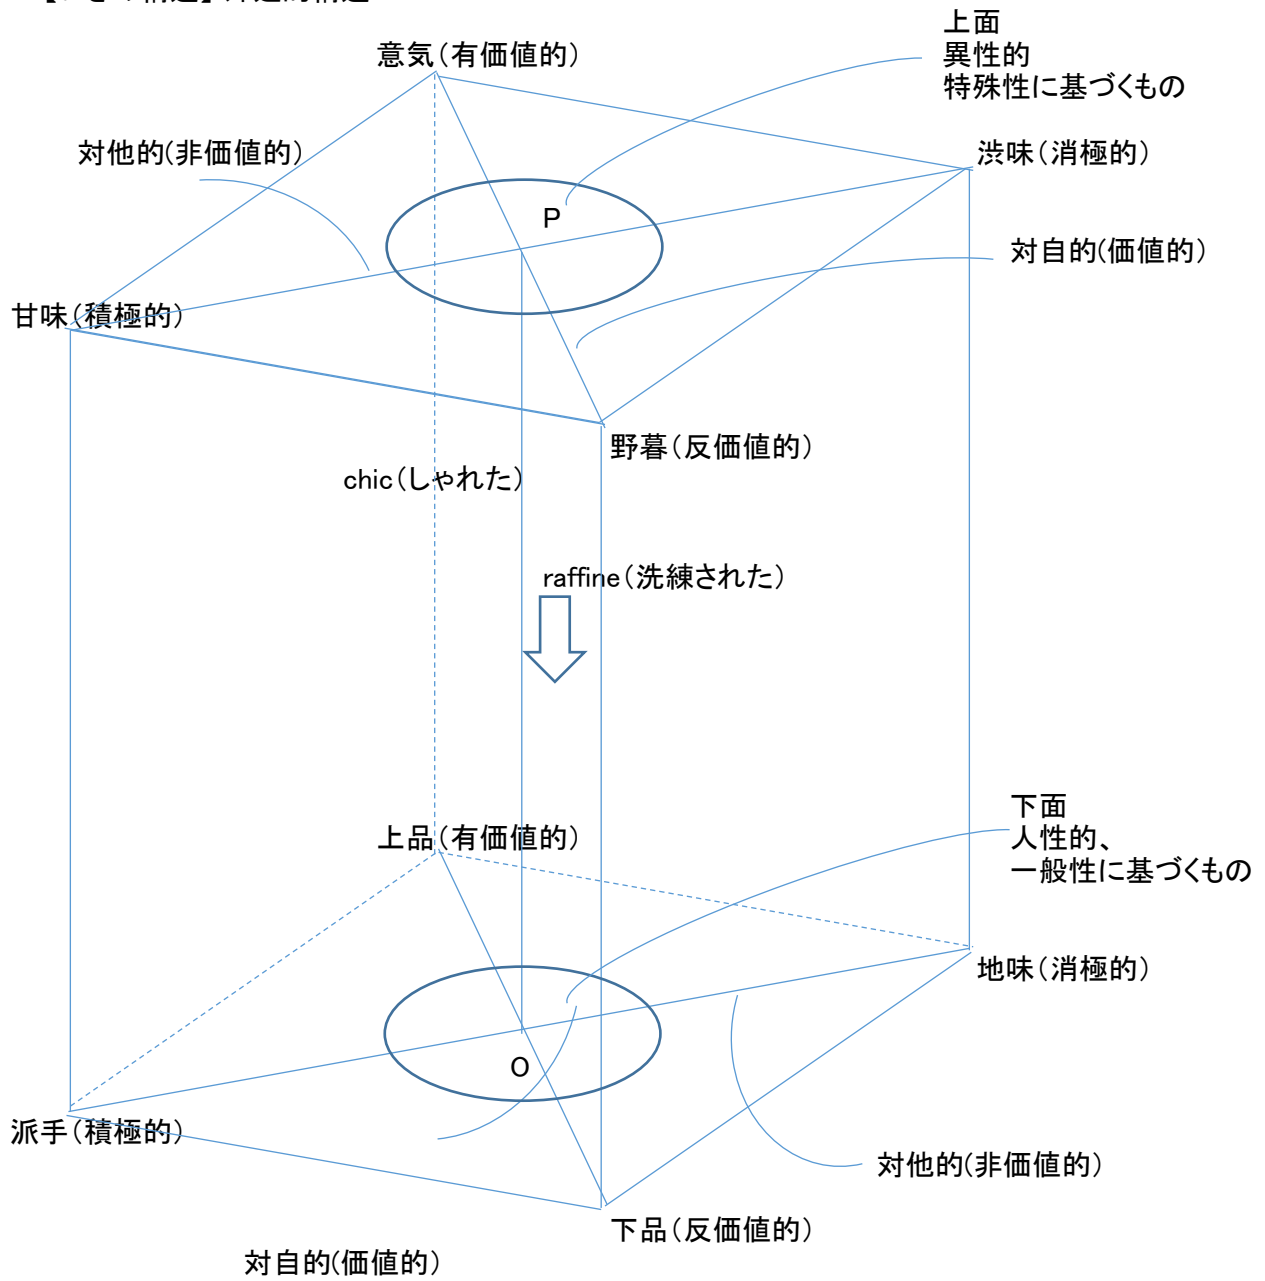 上面
異性的
特殊性に基づくもの
意気(有価値的)
対他的(非価値的)
渋味(消極的)
P
対自的(価値的)
甘味(積極的)
野暮(反価値的)
chic(しゃれた)
raffine(洗練された)
下面
人性的、
一般性に基づくもの
上品(有価値的)
地味(消極的)
O
派手(積極的)
対他的(非価値的)
下品(反価値的)
対自的(価値的)